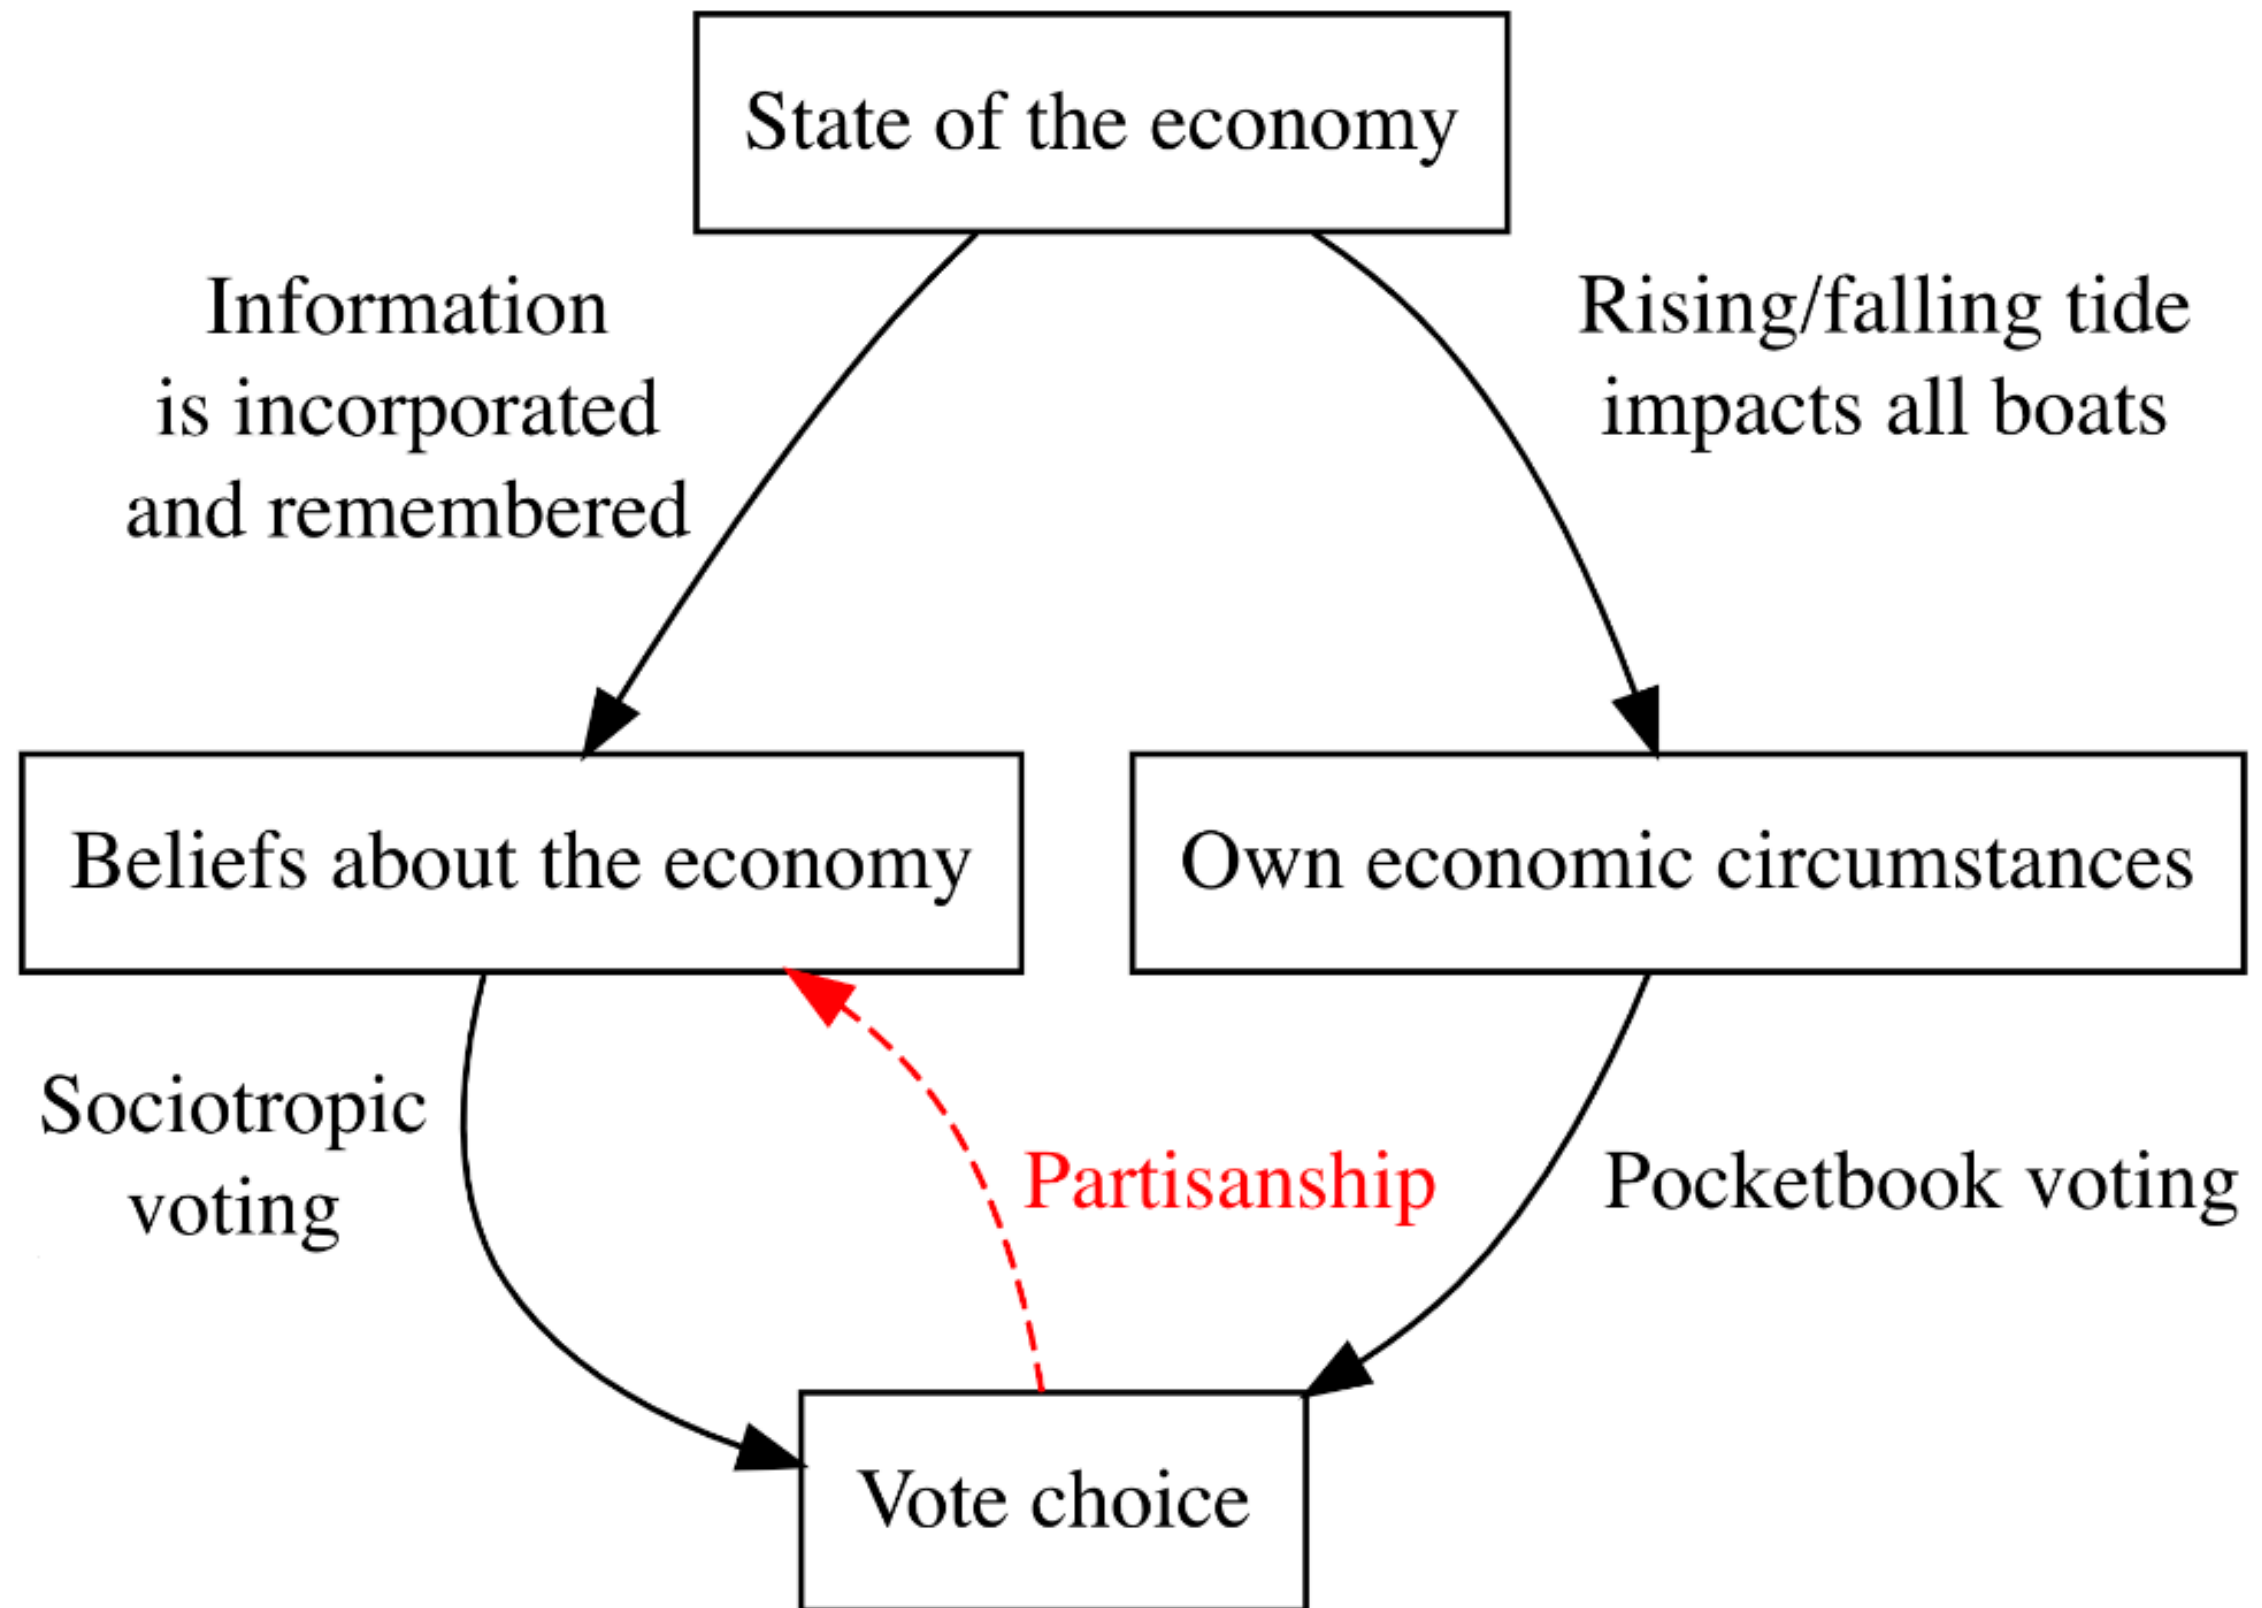 State of the economy
Information
is incorporated
and remembered
Rising/falling tide
impacts all boats
Beliefs about the economy
Own economic circumstances
Sociotropic
voting
Partisanship
Pocketbook voting
Vote choice